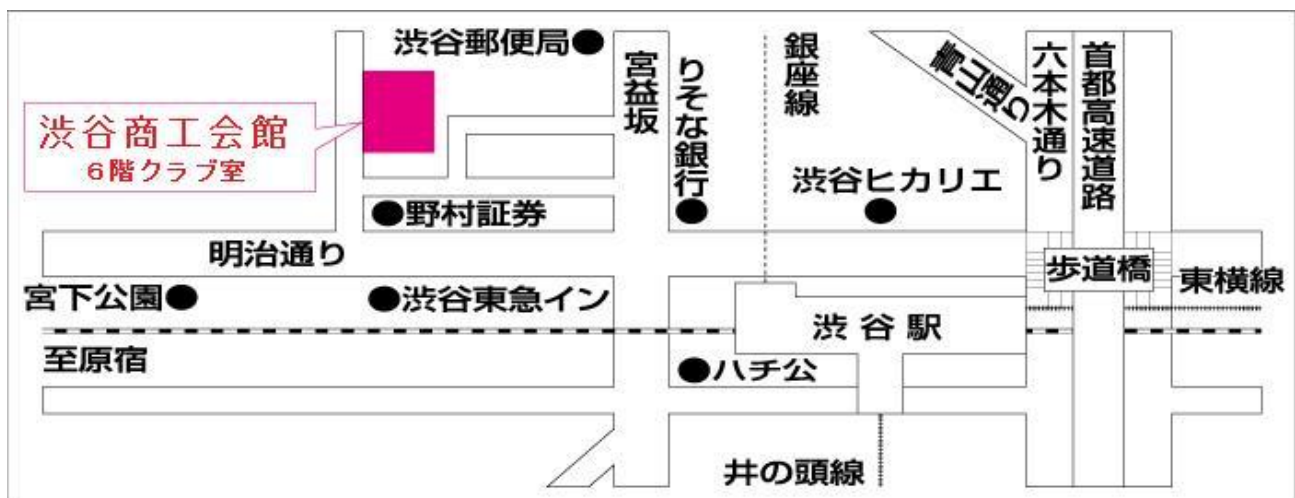 渋谷郵便局
宮益坂
りそな銀行
銀座線
青山通り
六本木通り
首都高速道路
渋谷商工会館
6階クラブ室
渋谷ヒカリエ
野村証券
明治通り
歩道橋
東横線
宮下公園
渋谷東急イン
渋谷駅
至原宿
ハチ公
井の頭線